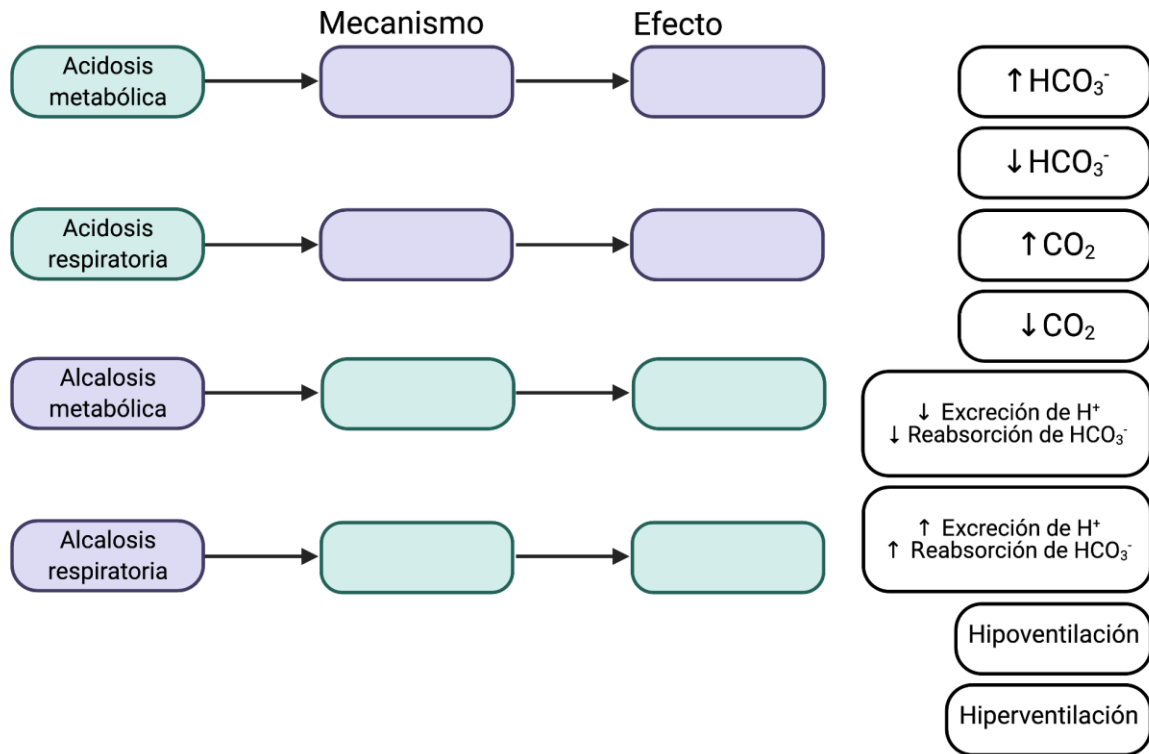 Mecanismo
Efecto
Acidosis
metabólica
Acidosis
respiratoria
Alcalosis
metabólica
Alcalosis
respiratoria
↑ HCO₃⁻
↓ HCO₃⁻
↑ CO₂
↓ CO₂
↓ Excreción de H⁺
↓ Reabsorción de HCO₃⁻
↑ Excreción de H⁺
↑ Reabsorción de HCO₃⁻
Hipoventilación
Hiperventilación